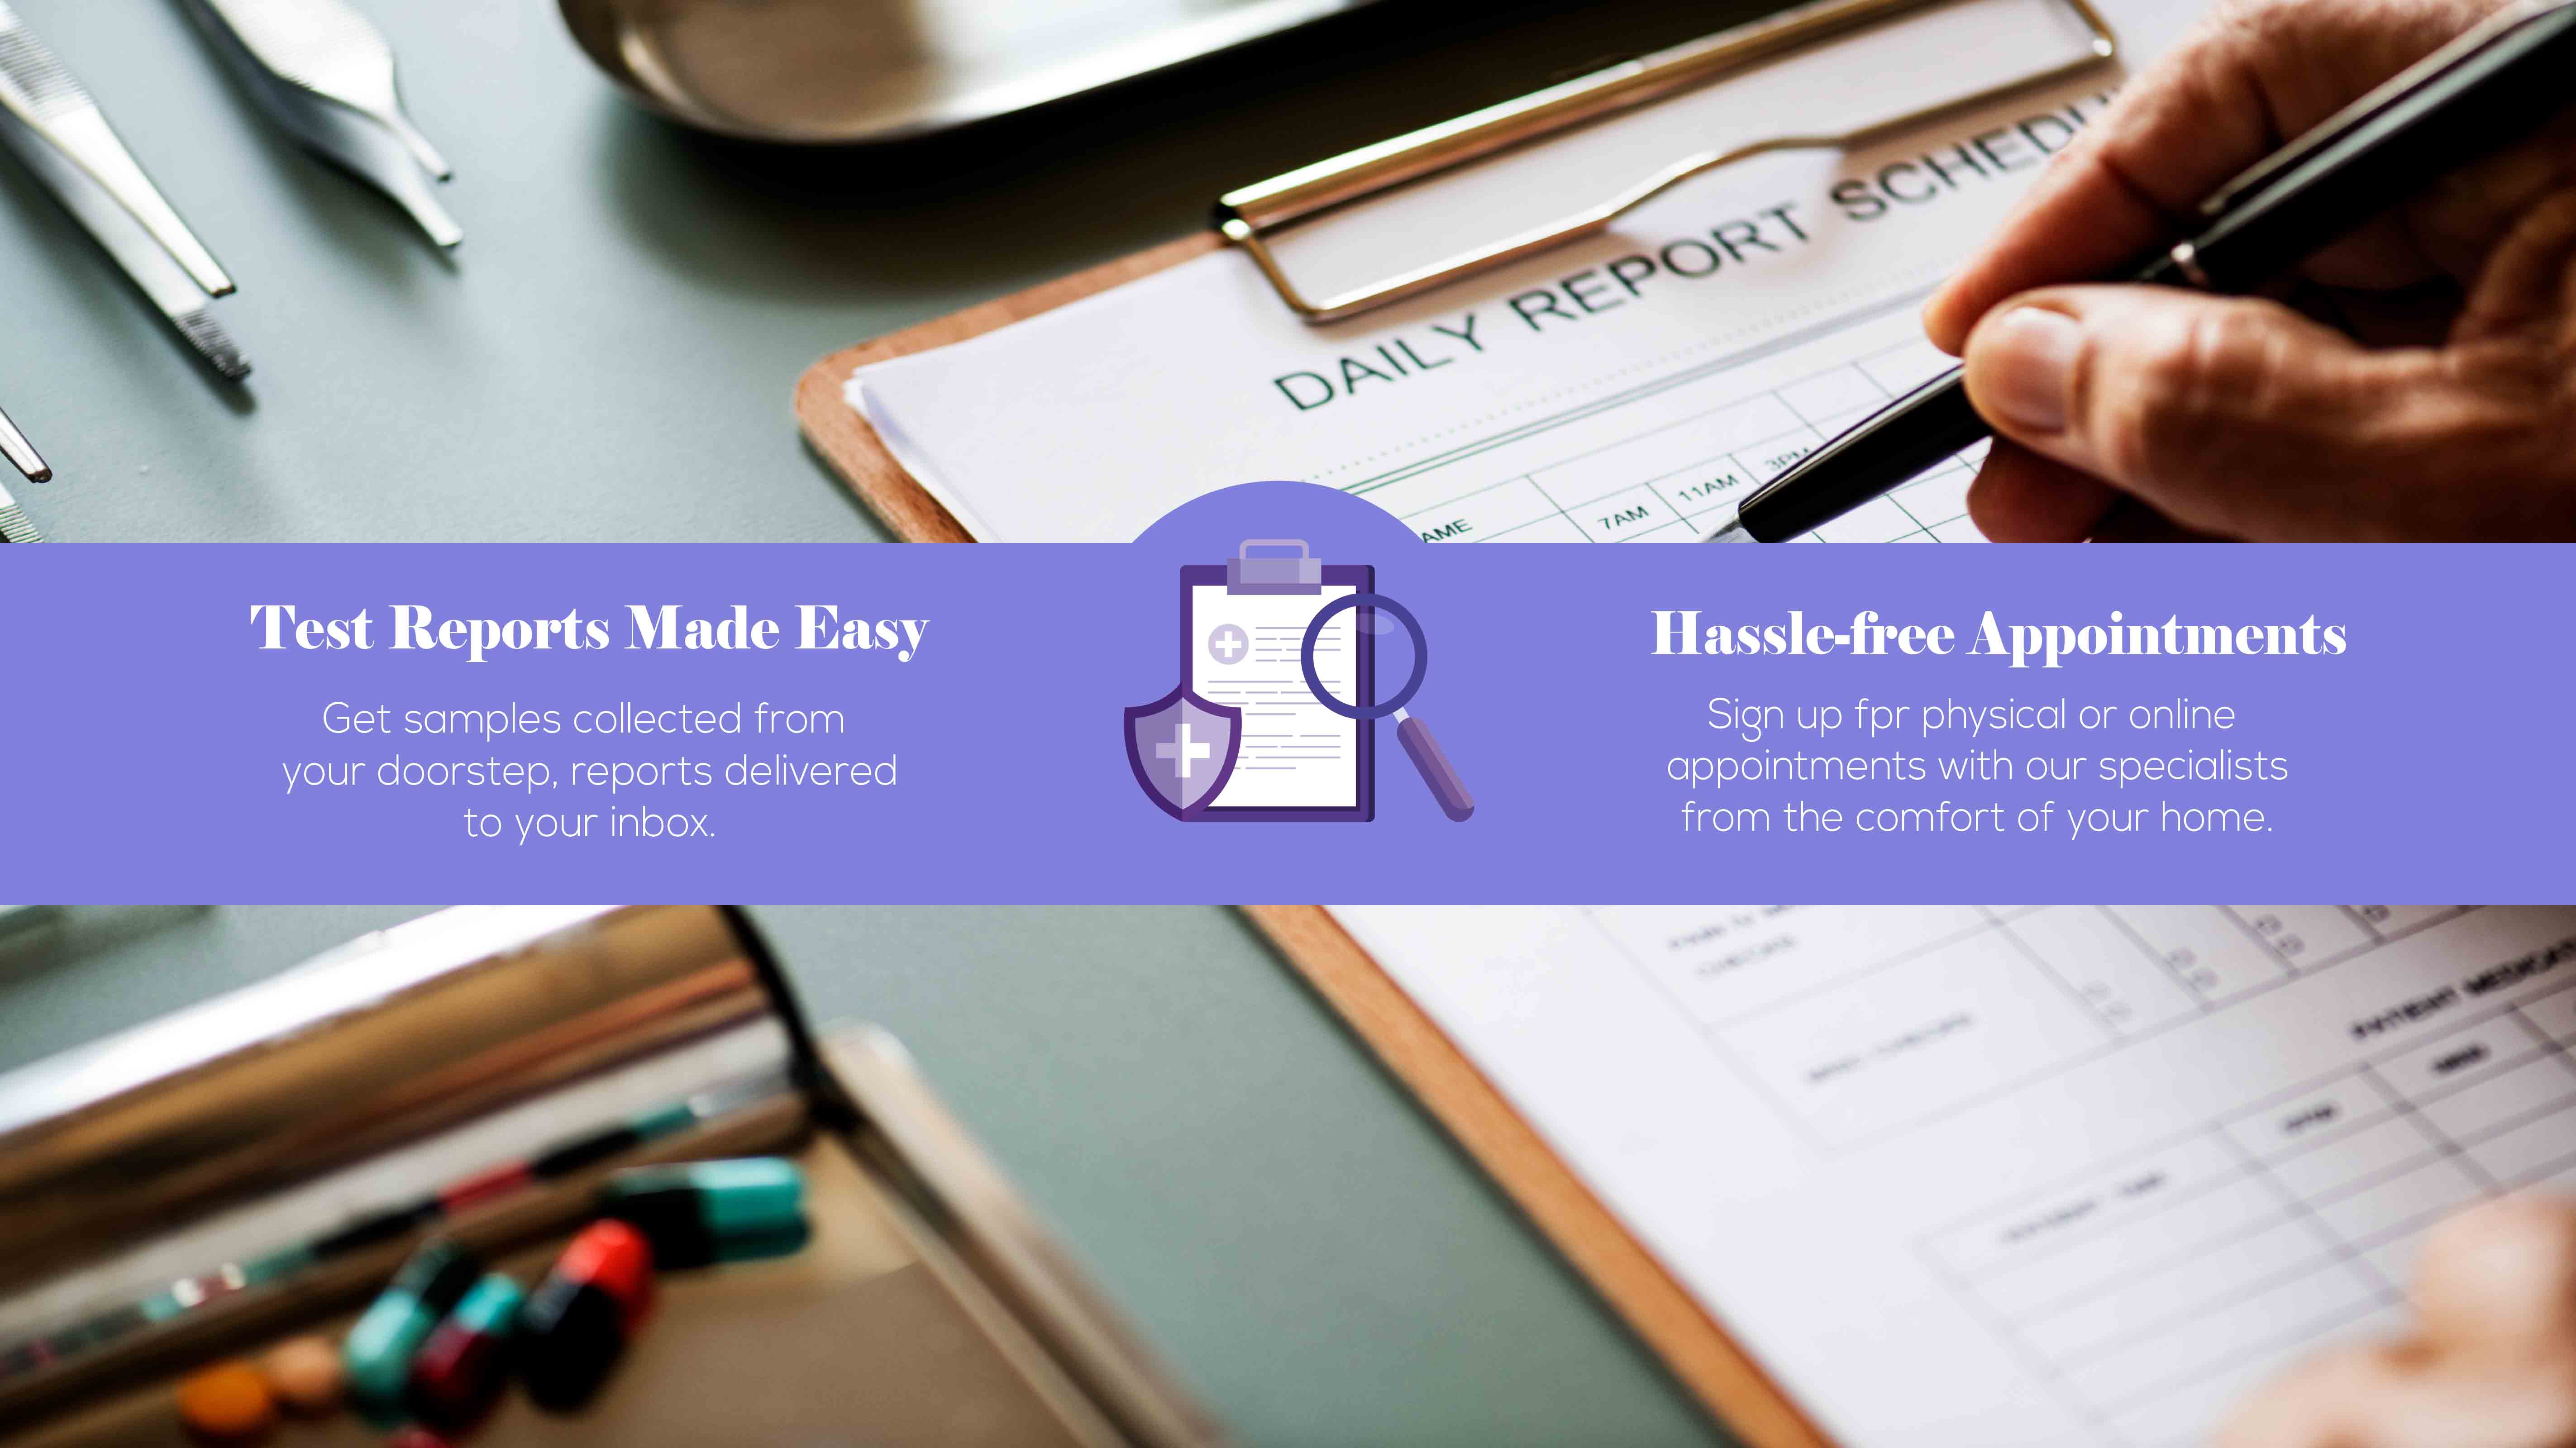 DAILY REPORT
7AM
11AM
3PM
Test Reports Made Easy
Get samples collected from
your doorstep, reports delivered
to your inbox.
Hassle-free Appointments
Sign up fpr physical or online
appointments with our specialists
from the comfort of your home.
PATIENT